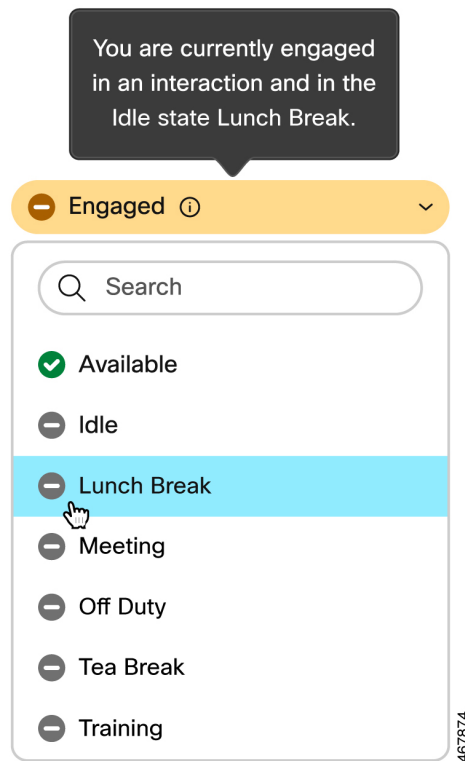 You are currently engaged
in an interaction and in the
Idle state Lunch Break.
Engaged
Search
Available
Idle
Lunch Break
Meeting
Off Duty
Tea Break
Training
467874